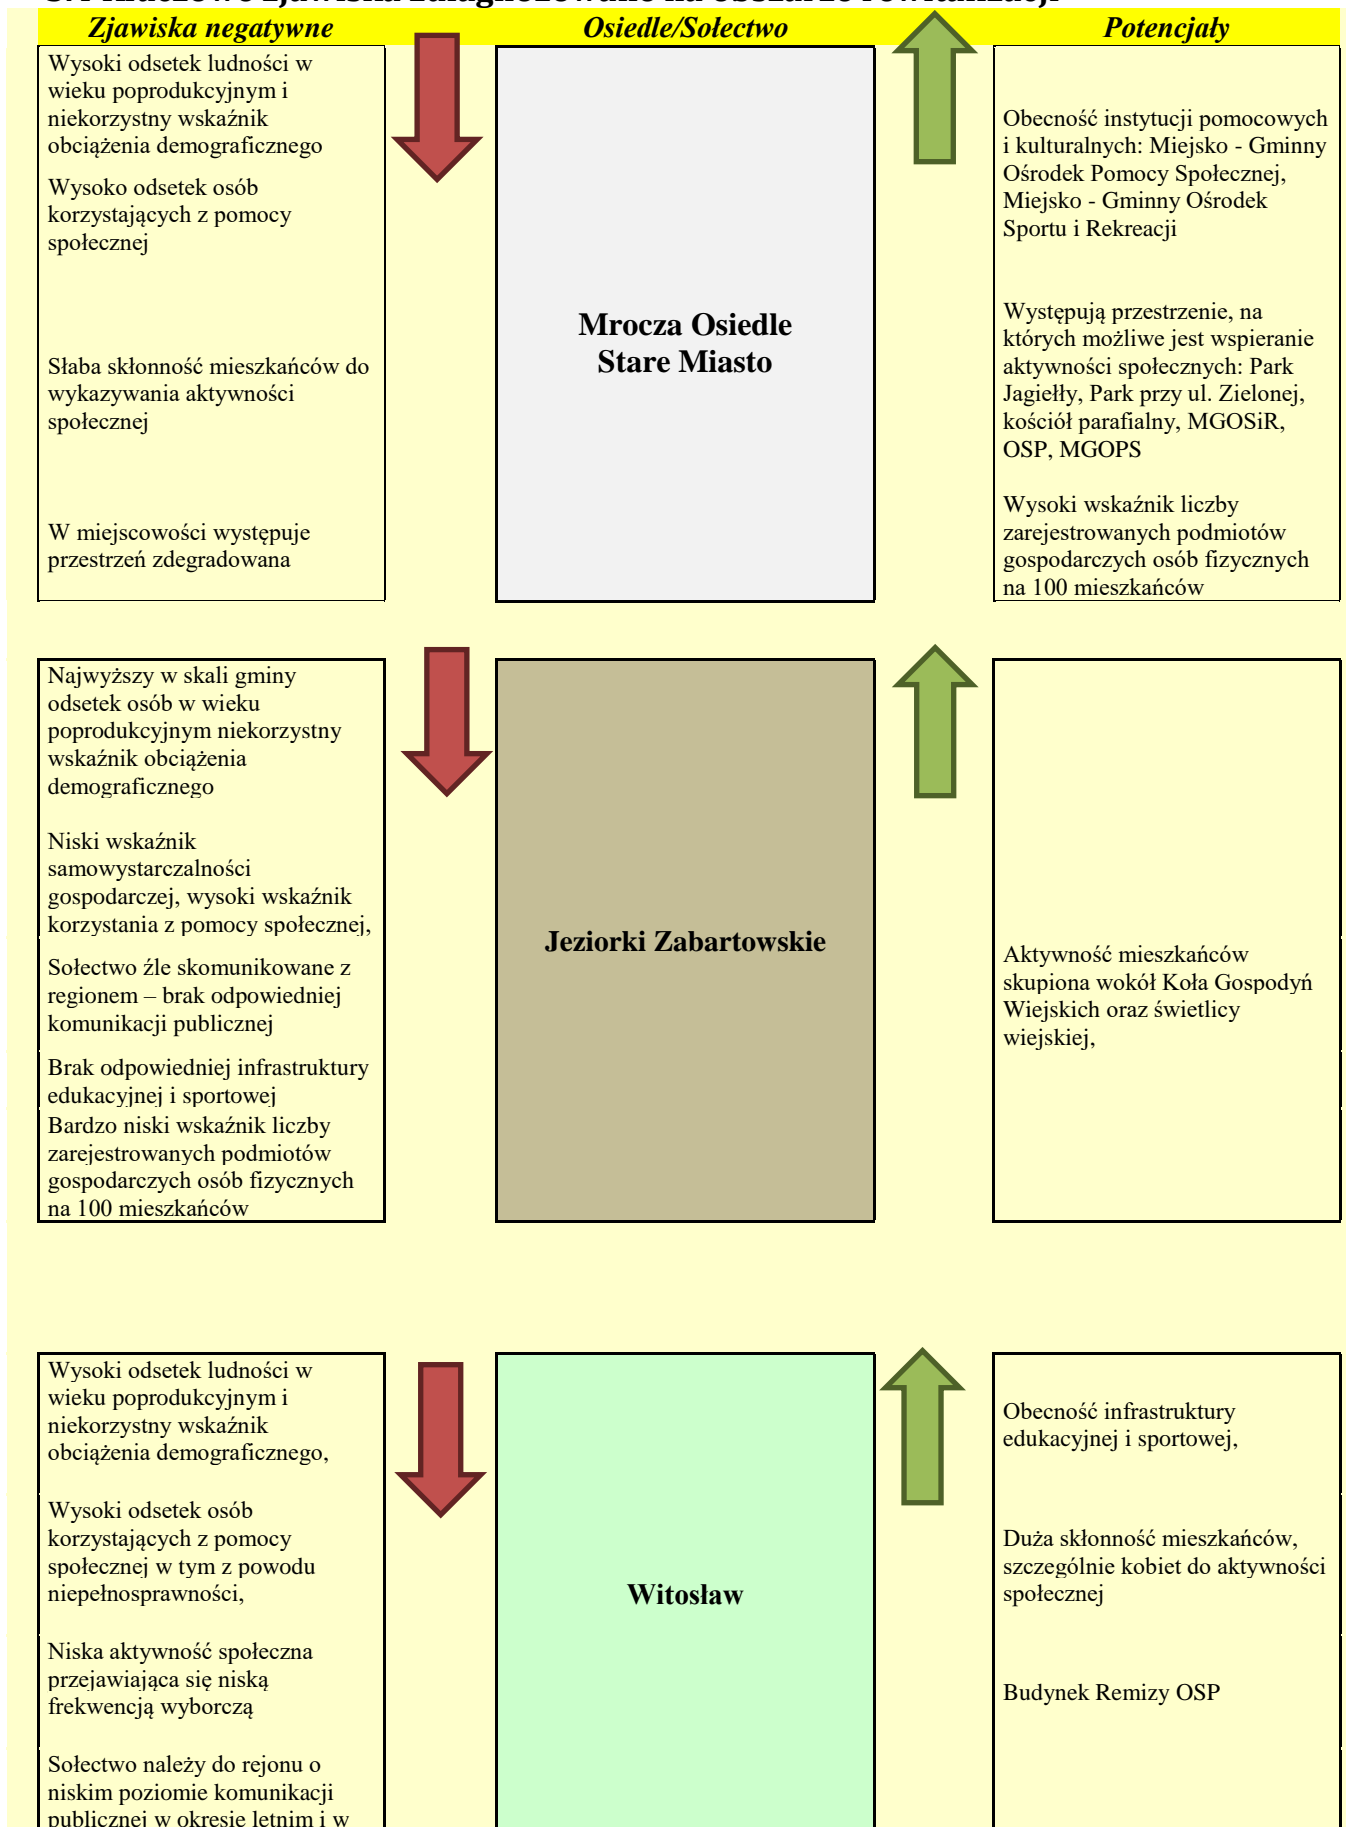 Zjawiska negatywne
Osiedle/Sołectwo
Potencjały
Wysoki odsetek ludności w
wieku poprodukcyjnym i
niekorzystny wskaźnik
obciążenia demograficznego
Wysoko odsetek osób
korzystających z pomocy
społecznej
Słaba skłonność mieszkańców do
wykazywania aktywności
społecznej
W miejscowości występuje
przestrzeń zdegradowana
Mrocza Osiedle
Stare Miasto
Obecność instytucji pomocowych
i kulturalnych: Miejsko - Gminny
Ośrodek Pomocy Społecznej,
Miejsko - Gminny Ośrodek
Sportu i Rekreacji
Występują przestrzenie, na
których możliwe jest wspieranie
aktywności społecznych: Park
Jagiełły, Park przy ul. Zielonej,
kościół parafialny, MGOSiR,
OSP, MGOPS
Wysoki wskaźnik liczby
zarejestrowanych podmiotów
gospodarczych osób fizycznych
na 100 mieszkańców
Najwyższy w skali gminy
odsetek osób w wieku
poprodukcyjnym niekorzystny
wskaźnik obciążenia
demograficznego
Niski wskaźnik
samowystarczalności
gospodarczej, wysoki wskaźnik
korzystania z pomocy społecznej,
Sołectwo źle skomunikowane z
regionem – brak odpowiedniej
komunikacji publicznej
Brak odpowiedniej infrastruktury
edukacyjnej i sportowej
Bardzo niski wskaźnik liczby
zarejestrowanych podmiotów
gospodarczych osób fizycznych
na 100 mieszkańców
Jeziorki Zabartowskie
Aktywność mieszkańców
skupiona wokół Koła Gospodyń
Wiejskich oraz świetlicy
wiejskiej,
Wysoki odsetek ludności w
wieku poprodukcyjnym i
niekorzystny wskaźnik
obciążenia demograficznego,
Wysoki odsetek osób
korzystających z pomocy
społecznej w tym z powodu
niepełnosprawności,
Niska aktywność społeczna
przejawiająca się niską
frekwencją wyborczą
Sołectwo należy do rejonu o
niskim poziomie komunikacji
publicznej w okresie letnim i w
Witosław
Obecność infrastruktury
edukacyjnej i sportowej,
Duża skłonność mieszkańców,
szczególnie kobiet do aktywności
społecznej
Budynek Remizy OSP